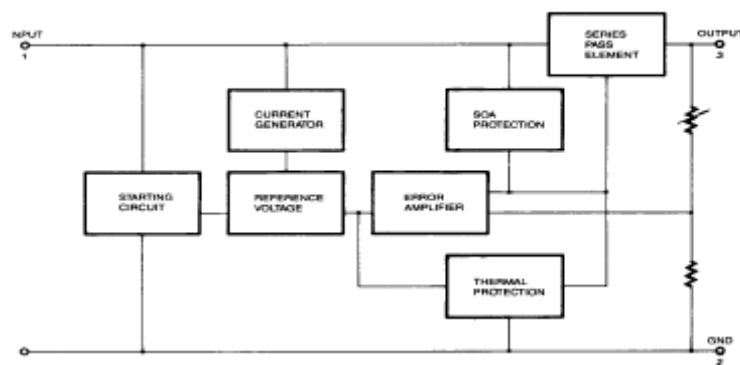 INPUT
1
SERIES
PASS
ELEMENT
OUTPUT
3
CURRENT
GENERATOR
SOA
PROTECTION
STARTING
CIRCUIT
REFERENCE
VOLTAGE
ERROR
AMPLIFIER
THERMAL
PROTECTION
GND
2